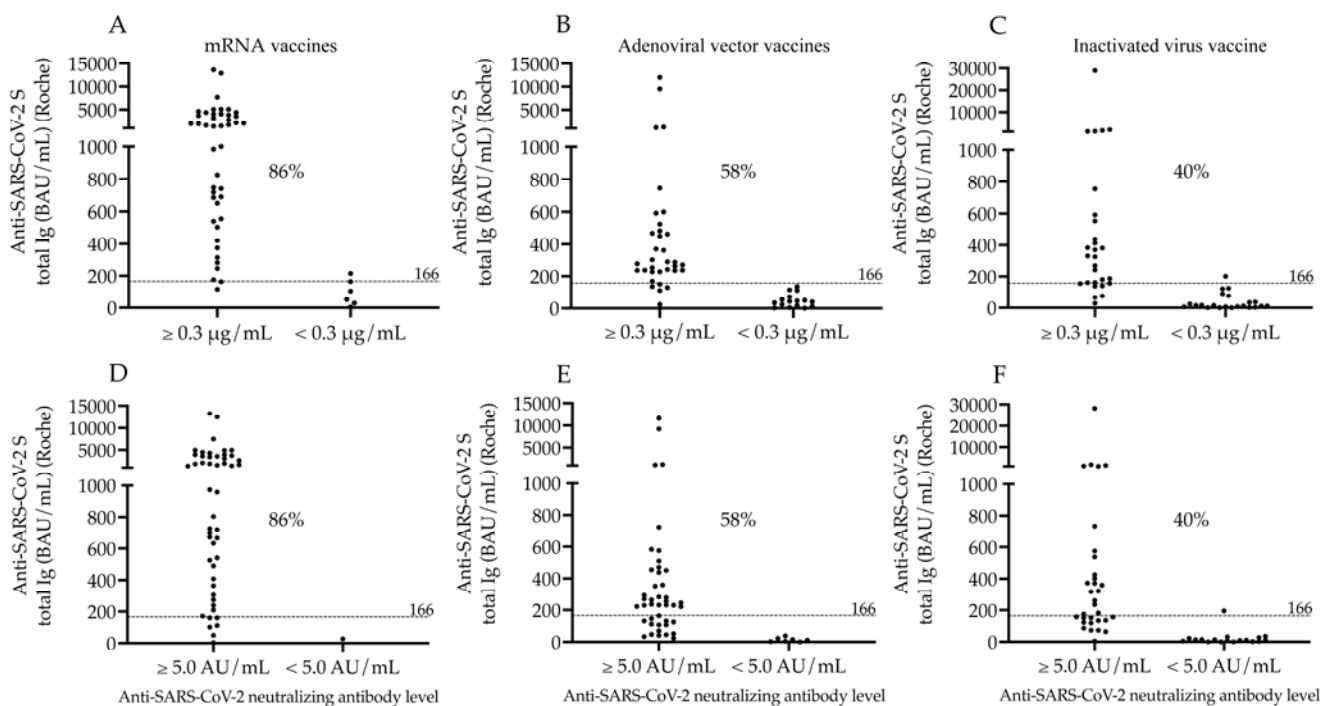 A
mRNA vaccines
Anti-SARS-CoV-2 S
total Ig (BAU/mL) (Roche)
15000
10000
5000
1000
800
600
400
200
0
86%
166
≥ 0.3 µg/mL
< 0.3 µg/mL
B
Adenoviral vector vaccines
Anti-SARS-CoV-2 S
total Ig (BAU/mL) (Roche)
15000
10000
5000
1000
800
600
400
200
0
58%
166
≥ 0.3 µg/mL
< 0.3 µg/mL
C
Inactivated virus vaccine
Anti-SARS-CoV-2 S
total Ig (BAU/mL) (Roche)
30000
20000
10000
1000
800
600
400
200
0
40%
166
≥ 0.3 µg/mL
< 0.3 µg/mL
D
Anti-SARS-CoV-2 S
total Ig (BAU/mL) (Roche)
15000
10000
5000
1000
800
600
400
200
0
86%
166
≥ 5.0 AU/mL
< 5.0 AU/mL
Anti-SARS-CoV-2 neutralizing antibody level
E
Anti-SARS-CoV-2 S
total Ig (BAU/mL) (Roche)
15000
10000
5000
1000
800
600
400
200
0
58%
166
≥ 5.0 AU/mL
< 5.0 AU/mL
Anti-SARS-CoV-2 neutralizing antibody level
F
Anti-SARS-CoV-2 S
total Ig (BAU/mL) (Roche)
30000
20000
10000
1000
800
600
400
200
0
40%
166
≥ 5.0 AU/mL
< 5.0 AU/mL
Anti-SARS-CoV-2 neutralizing antibody level